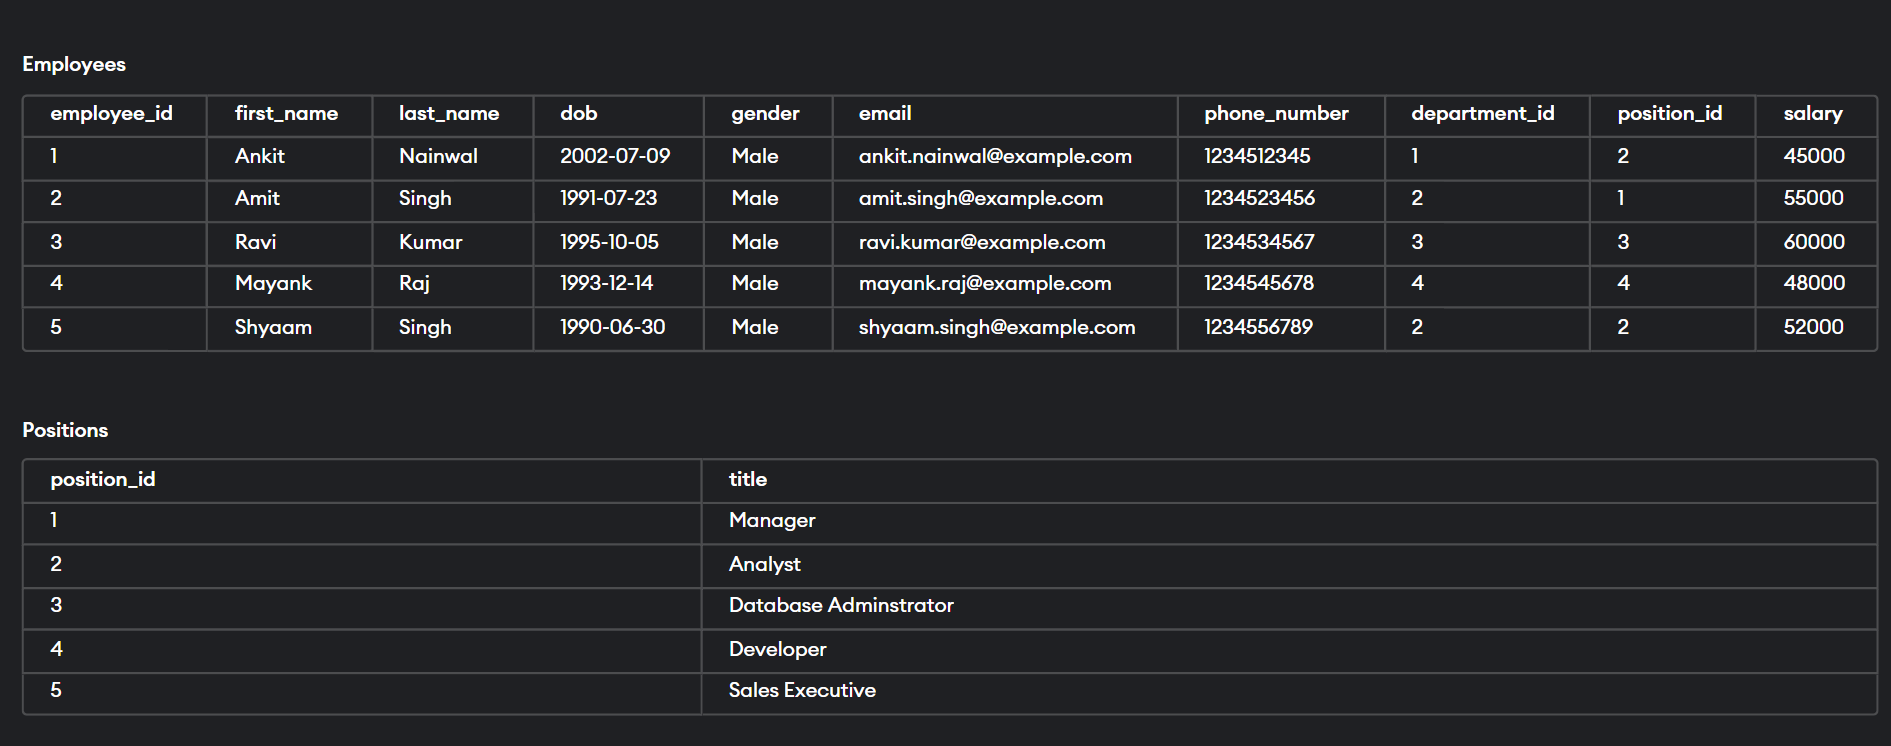 Employees
employee_id first_name last_name dob gender email phone_number department_id position_id salary
1 Ankit Nainwal 2002-07-09 Male ankit.nainwal@example.com 1234512345 1 2 45000
2 Amit Singh 1991-07-23 Male amit.singh@example.com 1234523456 2 1 55000
3 Ravi Kumar 1995-10-05 Male ravi.kumar@example.com 1234534567 3 3 60000
4 Mayank Raj 1993-12-14 Male mayank.raj@example.com 1234545678 4 4 48000
5 Shyaam Singh 1990-06-30 Male shyaam.singh@example.com 1234556789 2 2 52000
Positions
position_id title
1 Manager
2 Analyst
3 Database Adminstrator
4 Developer
5 Sales Executive